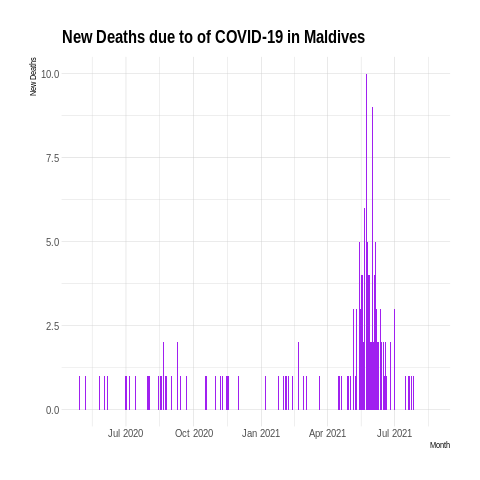 New Deaths due to of COVID-19 in Maldives
New Deaths
10.0
7.5
5.0
2.5
0.0
Jul 2020 Oct 2020 Jan 2021 Apr 2021 Jul 2021
Month